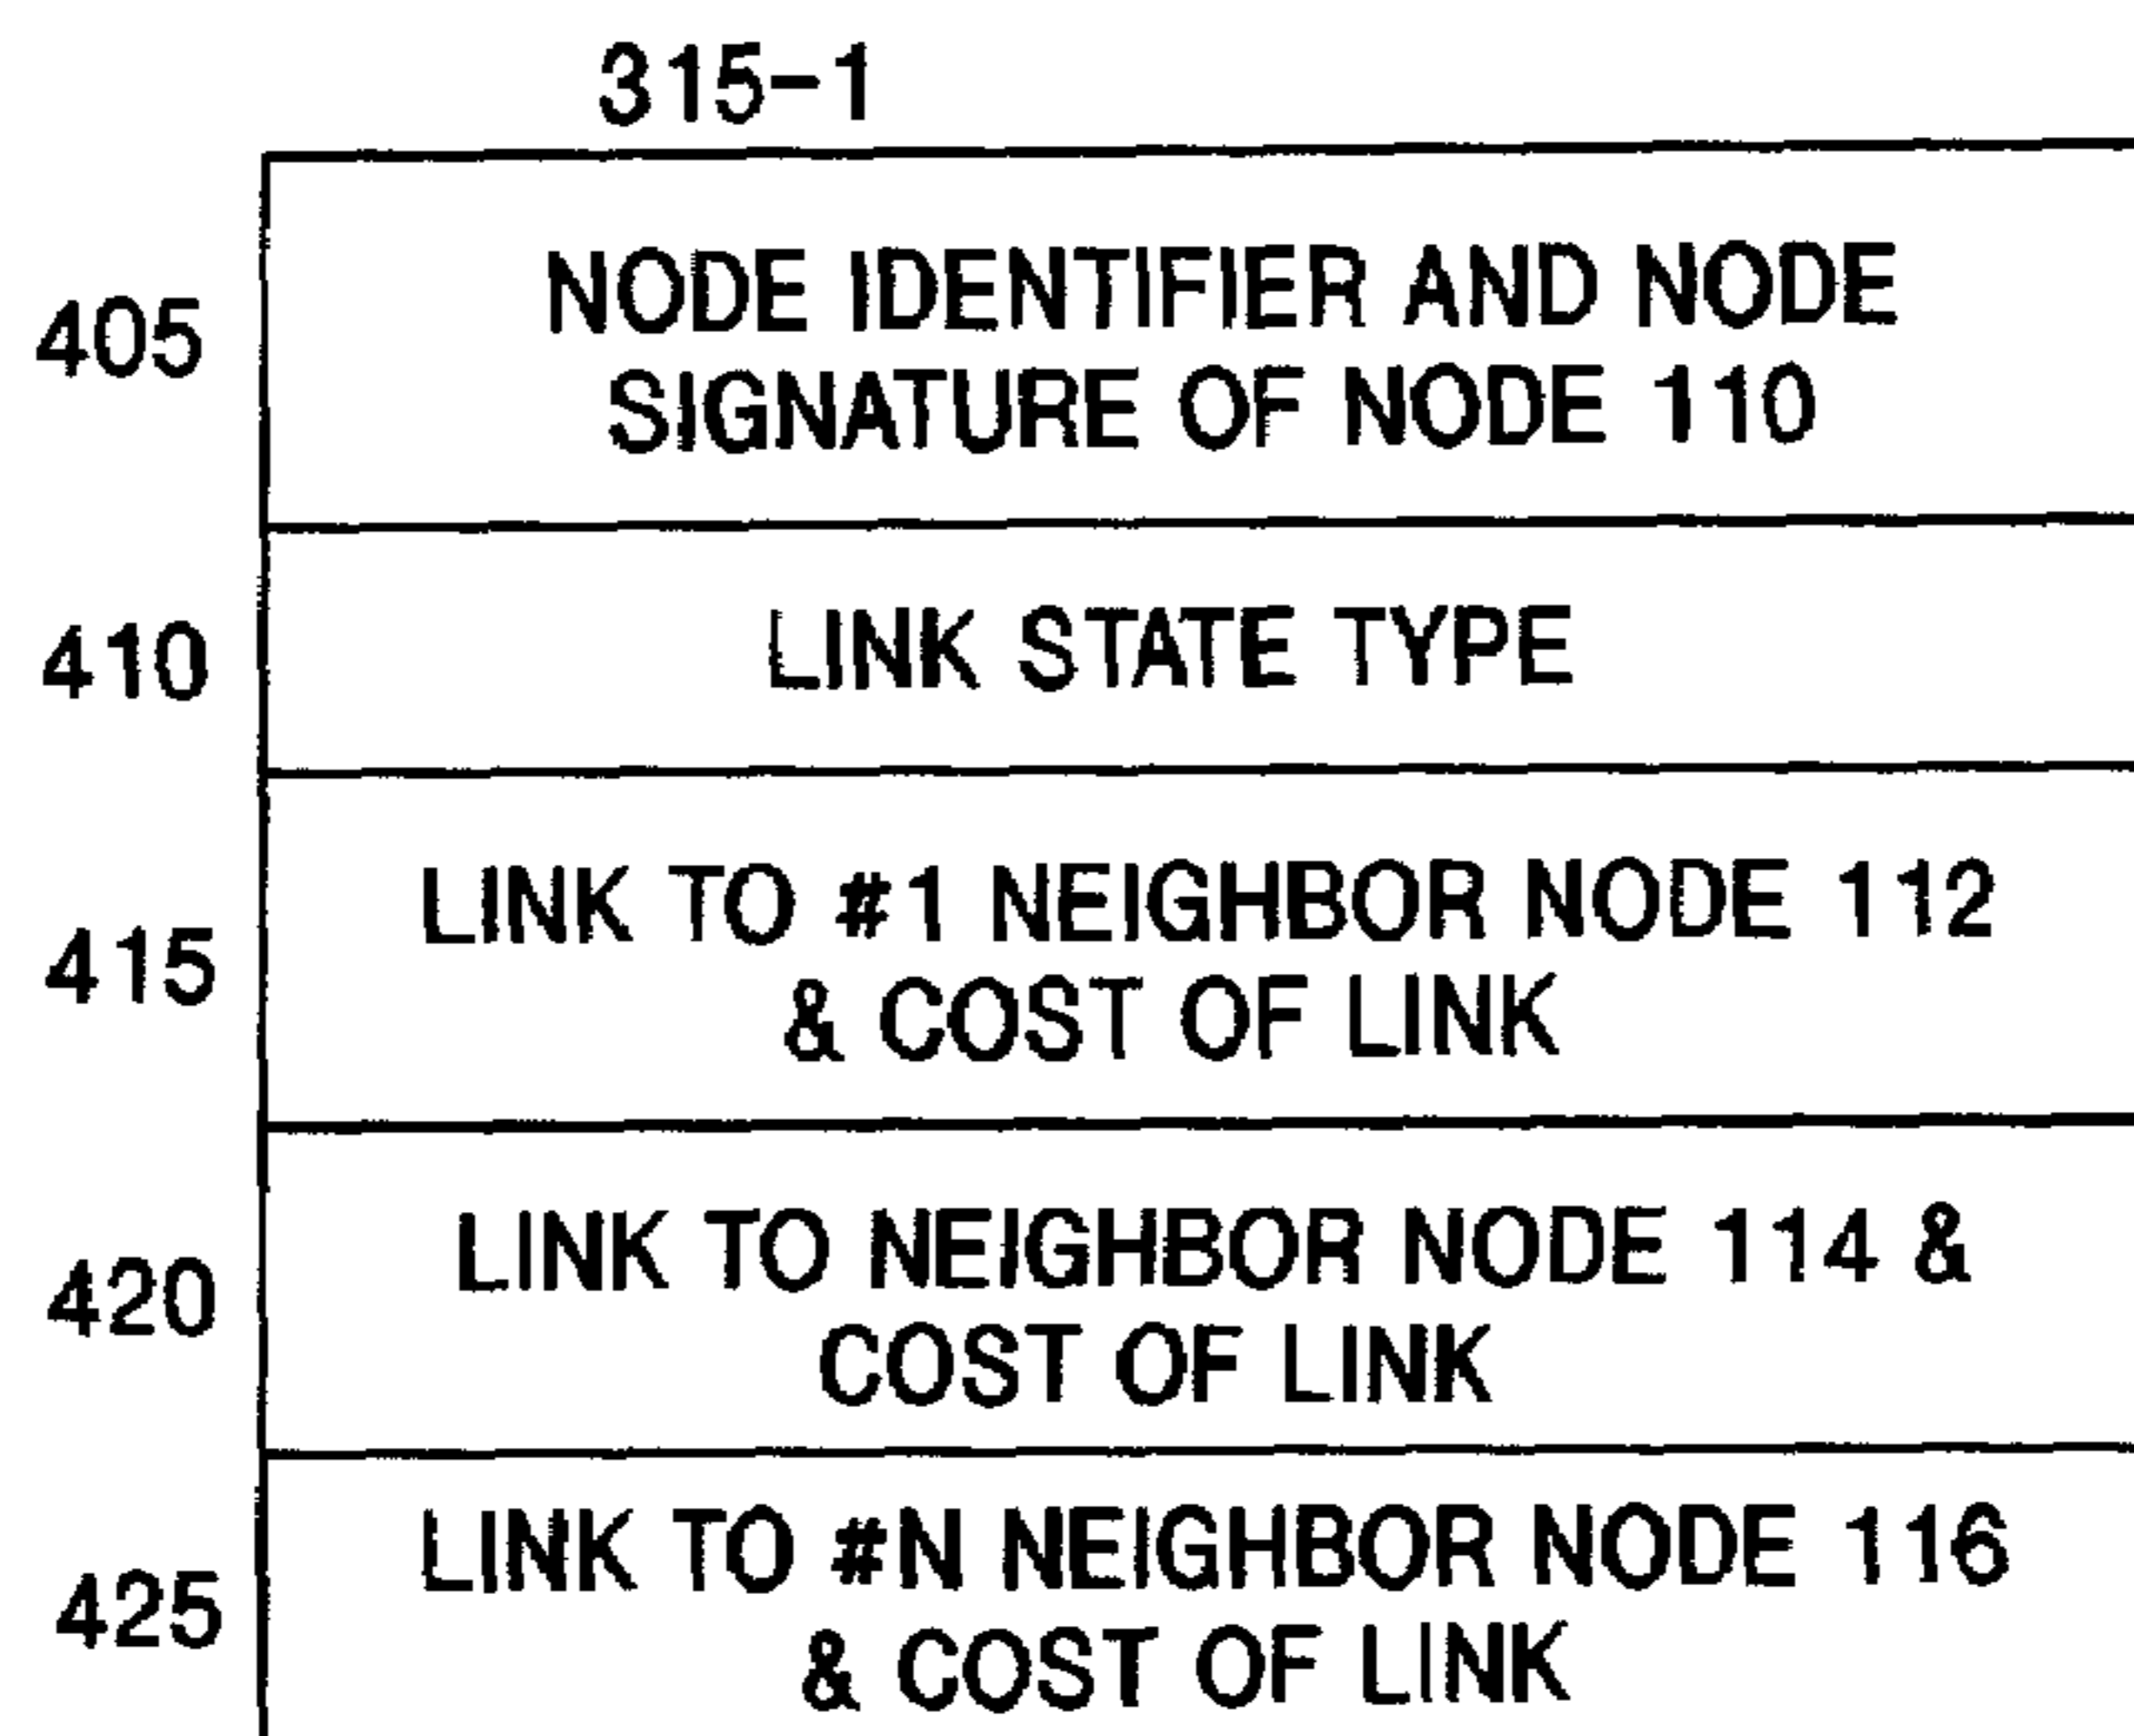 315-1
405
NODE IDENTIFIER AND NODE
SIGNATURE OF NODE 110
410
LINK STATE TYPE
415
LINK TO #1 NEIGHBOR NODE 112
& COST OF LINK
420
LINK TO NEIGHBOR NODE 114 &
COST OF LINK
425
LINK TO #N NEIGHBOR NODE 116
& COST OF LINK